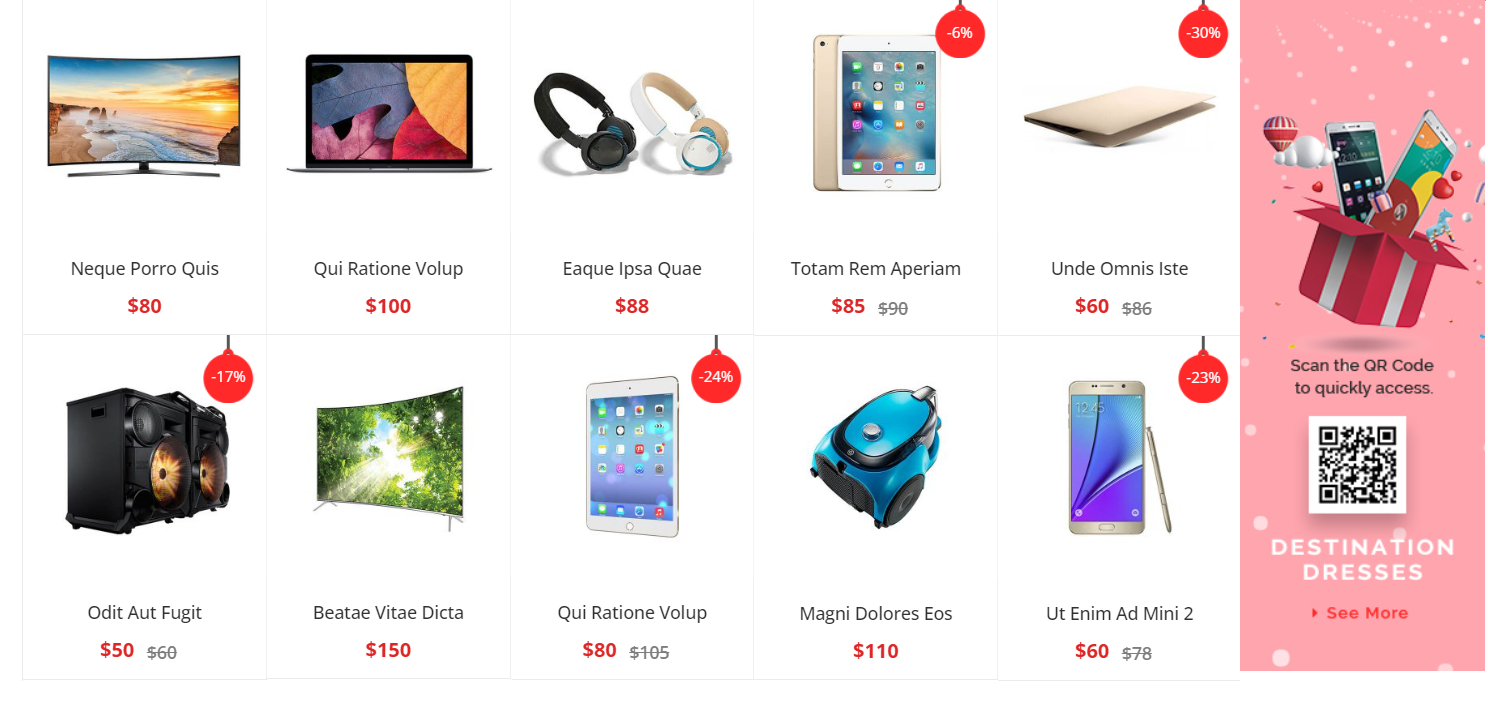 -6%
-30%
Neque Porro Quis
Qui Ratione Volup
Eaque Ipsa Quae
Totam Rem Aperiam
Unde Omnis Iste
$80
$100
$88
$85 $90
$60 $86
-17%
-24%
-23%
12:45
Odit Aut Fugit
Beatae Vitae Dicta
Qui Ratione Volup
Magni Dolores Eos
Ut Enim Ad Mini 2
$50 $60
$150
$80 $105
$110
$60 $78
Scan the QR Code
to quickly access.
DESTINATION
DRESSES
See More